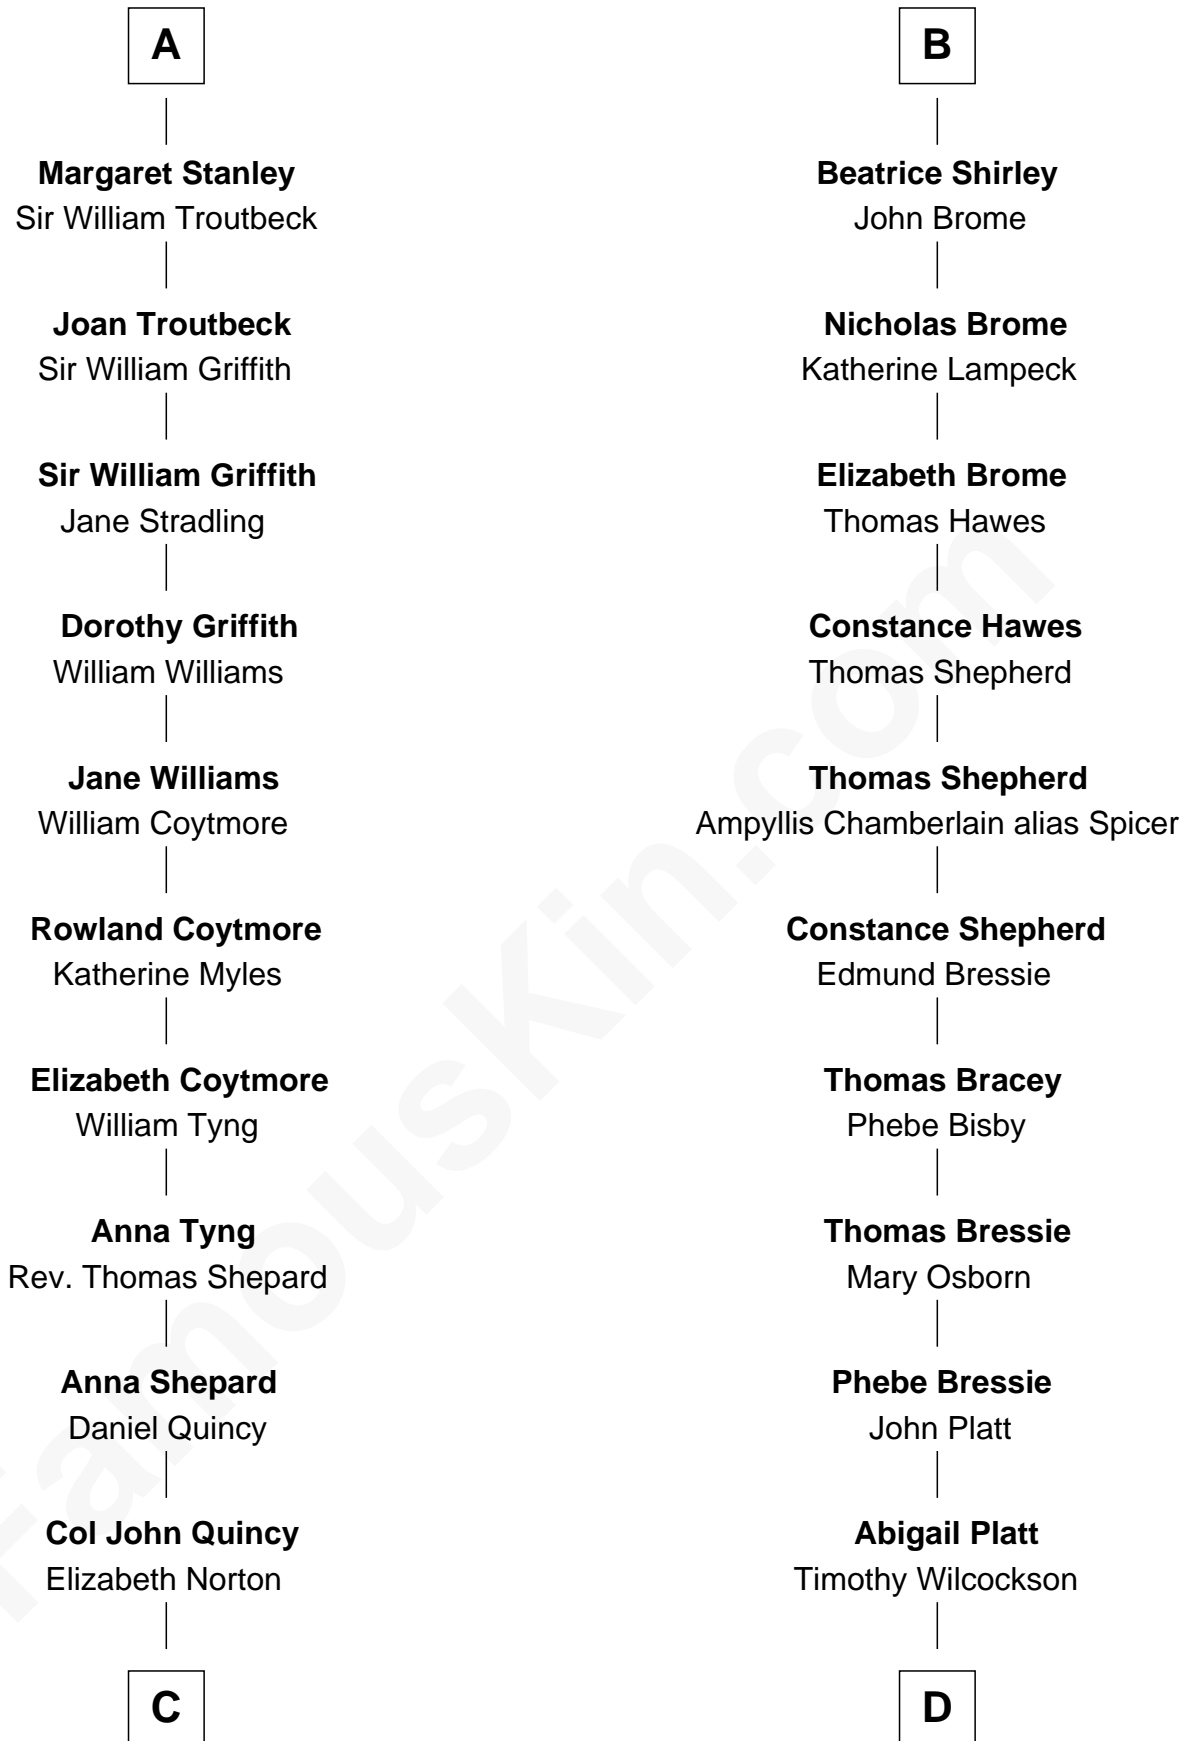 A
Margaret Stanley
Sir William Troutbeck
Joan Troutbeck
Sir William Griffith
Sir William Griffith
Jane Stradling
Dorothy Griffith
William Williams
Jane Williams
William Coytmore
Rowland Coytmore
Katherine Myles
Elizabeth Coytmore
William Tyng
Anna Tyng
Rev. Thomas Shepard
Anna Shepard
Daniel Quincy
Col John Quincy
Elizabeth Norton
C
B
Beatrice Shirley
John Brome
Nicholas Brome
Katherine Lampeck
Elizabeth Brome
Thomas Hawes
Constance Hawes
Thomas Shepherd
Thomas Shepherd
Ampyllis Chamberlain alias Spicer
Constance Shepherd
Edmund Bressie
Thomas Bracey
Phebe Bisby
Thomas Bressie
Mary Osborn
Phebe Bressie
John Platt
Abigail Platt
Timothy Wilcockson
D
FamousKin.com